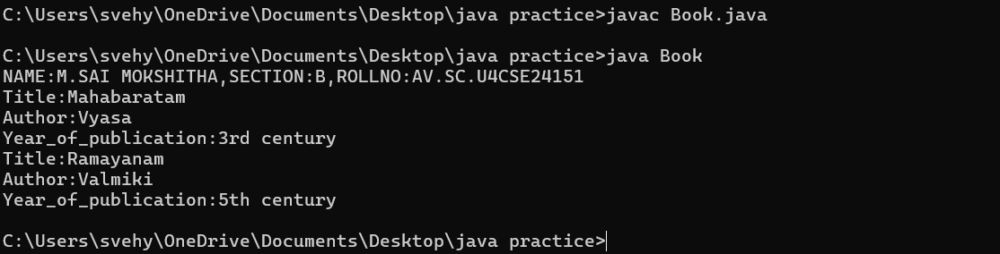 C:\Users\svehy\OneDrive\Documents\Desktop\java practice>javac Book.java
C:\Users\svehy\OneDrive\Documents\Desktop\java practice>java Book
NAME:M.SAI MOKSHITHA,SECTION:B,ROLLNO:AV.SC.U4CSE24151
Title:Mahabaratam
Author:Vyasa
Year_of_publication:3rd century
Title:Ramayanam
Author:Valmiki
Year_of_publication:5th century
C:\Users\svehy\OneDrive\Documents\Desktop\java practice>